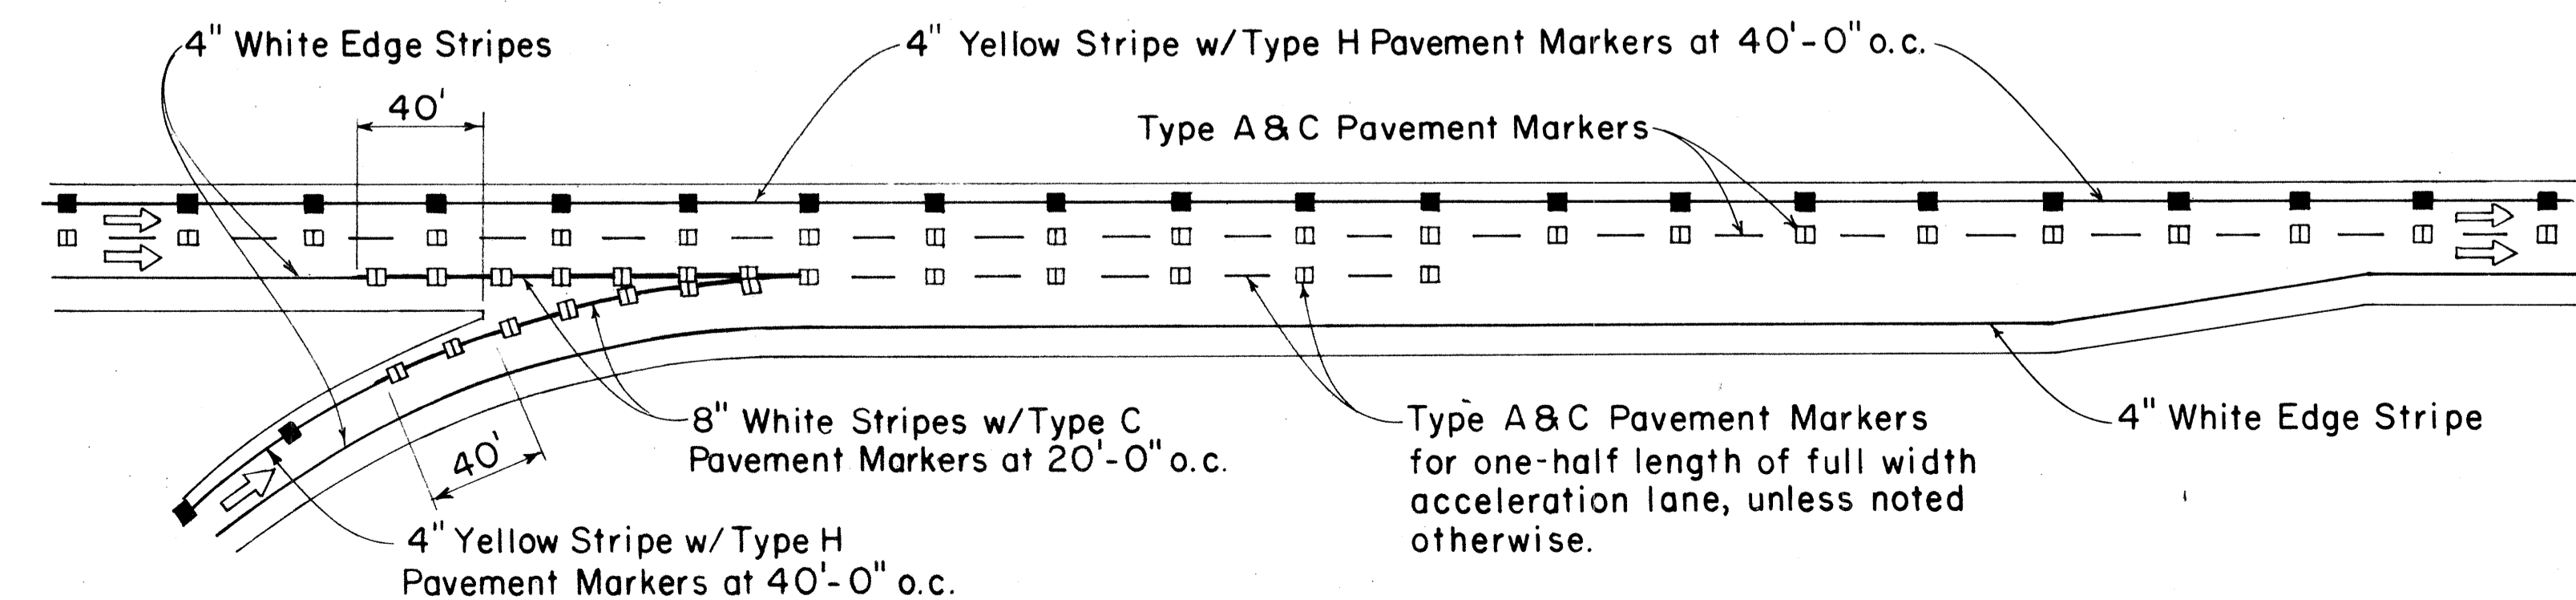 4" White Edge Stripes
4" Yellow Stripe w/Type H Pavement Markers at 40'-0" o.c.
40'
Type A & C Pavement Markers
8" White Stripes w/Type C
Pavement Markers at 20'-0" o.c.
40'
Type A & C Pavement Markers
for one-half length of full width
acceleration lane, unless noted
otherwise.
4" White Edge Stripe
4" Yellow Stripe w/Type H
Pavement Markers at 40'-0" o.c.